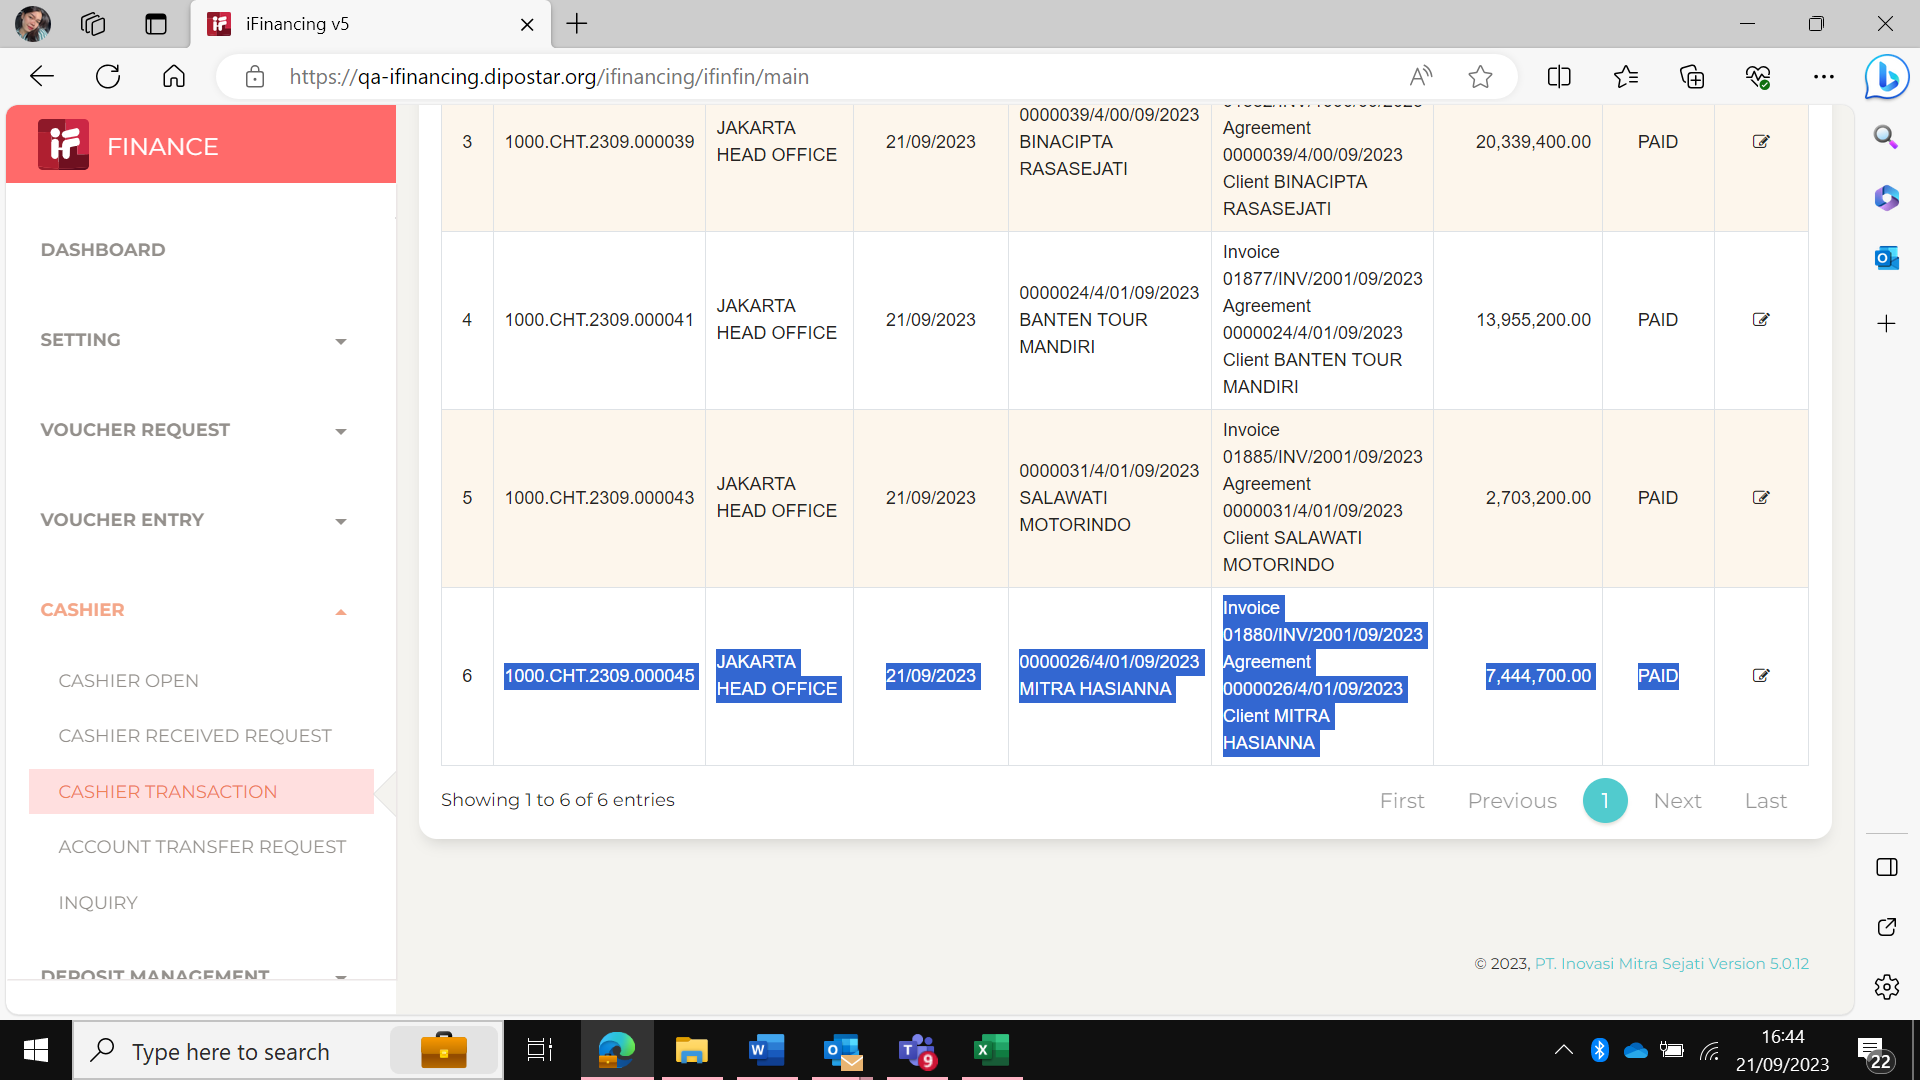 iFinancing v5
https://qa-ifinancing.dipostar.org/ifinancing/ifinfin/main
iF FINANCE
DASHBOARD
SETTING
VOUCHER REQUEST
VOUCHER ENTRY
CASHIER
CASHIER OPEN
CASHIER RECEIVED REQUEST
CASHIER TRANSACTION
ACCOUNT TRANSFER REQUEST
INQUIRY
DEPOSIT MANAGEMENT
3
1000.CHT.2309.000039
JAKARTA
HEAD OFFICE
21/09/2023
0000039/4/00/09/2023
BINACIPTA
RASASEJATI
Agreement
0000039/4/00/09/2023
Client BINACIPTA
RASASEJATI
20,339,400.00
PAID
4
1000.CHT.2309.000041
JAKARTA
HEAD OFFICE
21/09/2023
0000024/4/01/09/2023
BANTEN TOUR
MANDIRI
Invoice
01877/INV/2001/09/2023
Agreement
0000024/4/01/09/2023
Client BANTEN TOUR
MANDIRI
13,955,200.00
PAID
5
1000.CHT.2309.000043
JAKARTA
HEAD OFFICE
21/09/2023
0000031/4/01/09/2023
SALAWATI
MOTORINDO
Invoice
01885/INV/2001/09/2023
Agreement
0000031/4/01/09/2023
Client SALAWATI
MOTORINDO
2,703,200.00
PAID
6
1000.CHT.2309.000045
JAKARTA
HEAD OFFICE
21/09/2023
0000026/4/01/09/2023
MITRA HASIANNA
Invoice
01880/INV/2001/09/2023
Agreement
0000026/4/01/09/2023
Client MITRA
HASIANNA
7,444,700.00
PAID
Showing 1 to 6 of 6 entries
First Previous 1 Next Last
© 2023, PT. Inovasi Mitra Sejati Version 5.0.12
Type here to search
9
16:44
21/09/2023
22